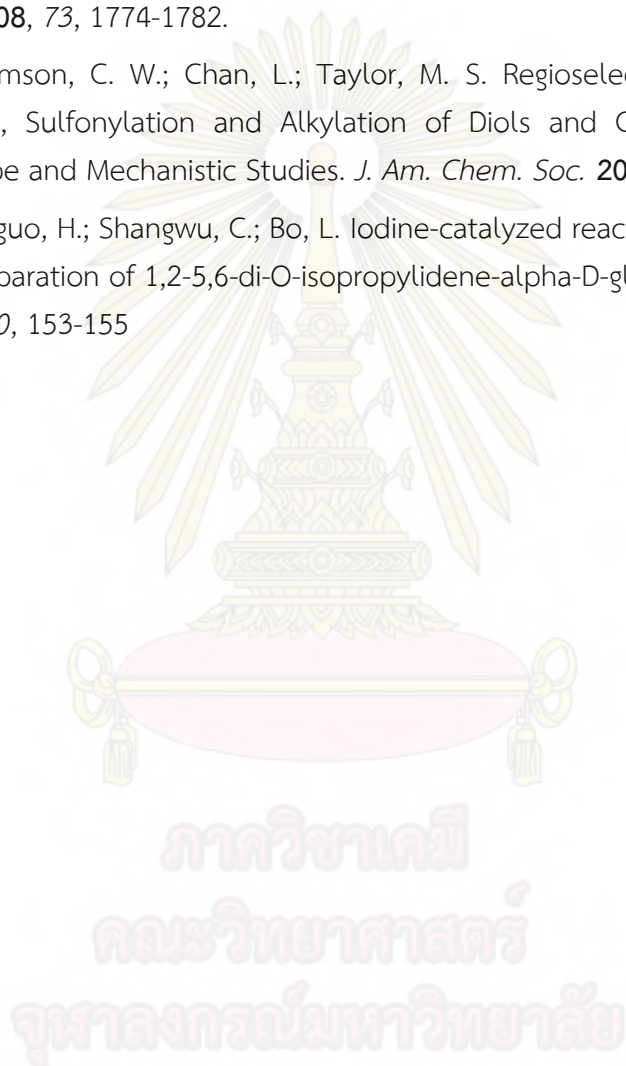 08, 73, 1774-1782.
mson, C. W.; Chan, L.; Taylor, M. S. Regioselec
, Sulfonylation and Alkylation of Diols and C
pe and Mechanistic Studies. J. Am. Chem. Soc. 20
guo, H.; Shangwu, C.; Bo, L. Iodine-catalyzed reac
paration of 1,2-5,6-di-O-isopropylidene-alpha-D-gl
0, 153-155
ภาควิชาเคมี
คณะวิทยาศาสตร์
จุฬาลงกรณ์มหาวิทยาลัย